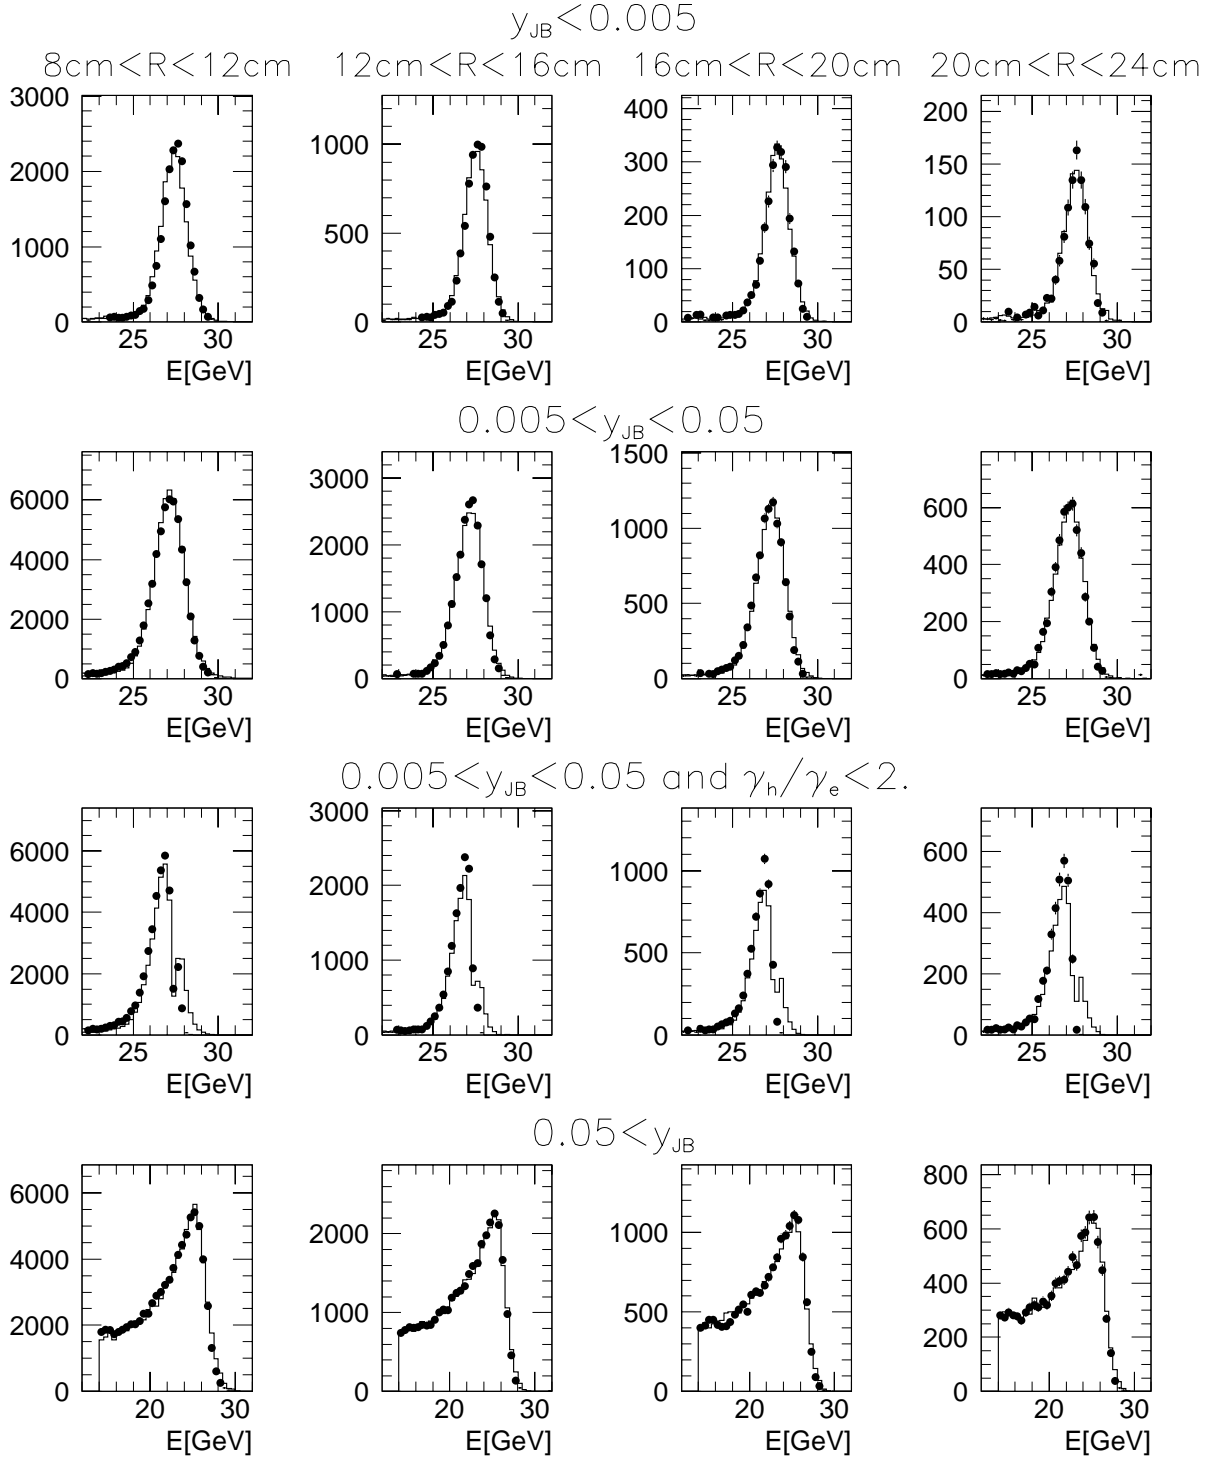 y_JB<0.005
8cm<R<12cm 12cm<R<16cm 16cm<R<20cm 20cm<R<24cm
3000 2000 1000 0 25 30 E[GeV]
1000 500 0 25 30 E[GeV]
400 300 200 100 0 25 30 E[GeV]
200 150 100 50 0 25 30 E[GeV]
0.005<y_JB<0.05
6000 4000 2000 0 25 30 E[GeV]
3000 2000 1000 0 25 30 E[GeV]
1500 1000 500 0 25 30 E[GeV]
600 400 200 0 25 30 E[GeV]
0.005<y_JB<0.05 and γ_h/γ_e<2.
6000 4000 2000 0 25 30 E[GeV]
3000 2000 1000 0 25 30 E[GeV]
1000 500 0 25 30 E[GeV]
600 400 200 0 25 30 E[GeV]
0.05<y_JB
6000 4000 2000 0 20 30 E[GeV]
2000 1000 0 20 30 E[GeV]
1000 500 0 20 30 E[GeV]
800 600 400 200 0 20 30 E[GeV]